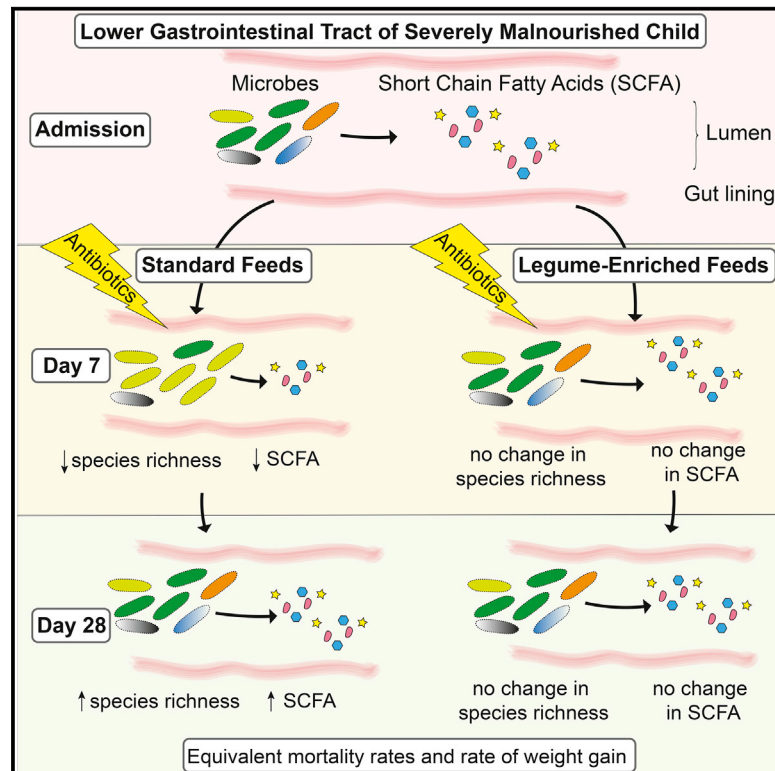 Lower Gastrointestinal Tract of Severely Malnourished Child
Microbes
Short Chain Fatty Acids (SCFA)
Admission
Lumen
Gut lining
Antibiotics
Standard Feeds
Antibiotics
Legume-Enriched Feeds
Day 7
↓ species richness
↓ SCFA
no change in
species richness
no change
in SCFA
Day 28
↑ species richness
↑ SCFA
no change in
species richness
no change
in SCFA
Equivalent mortality rates and rate of weight gain